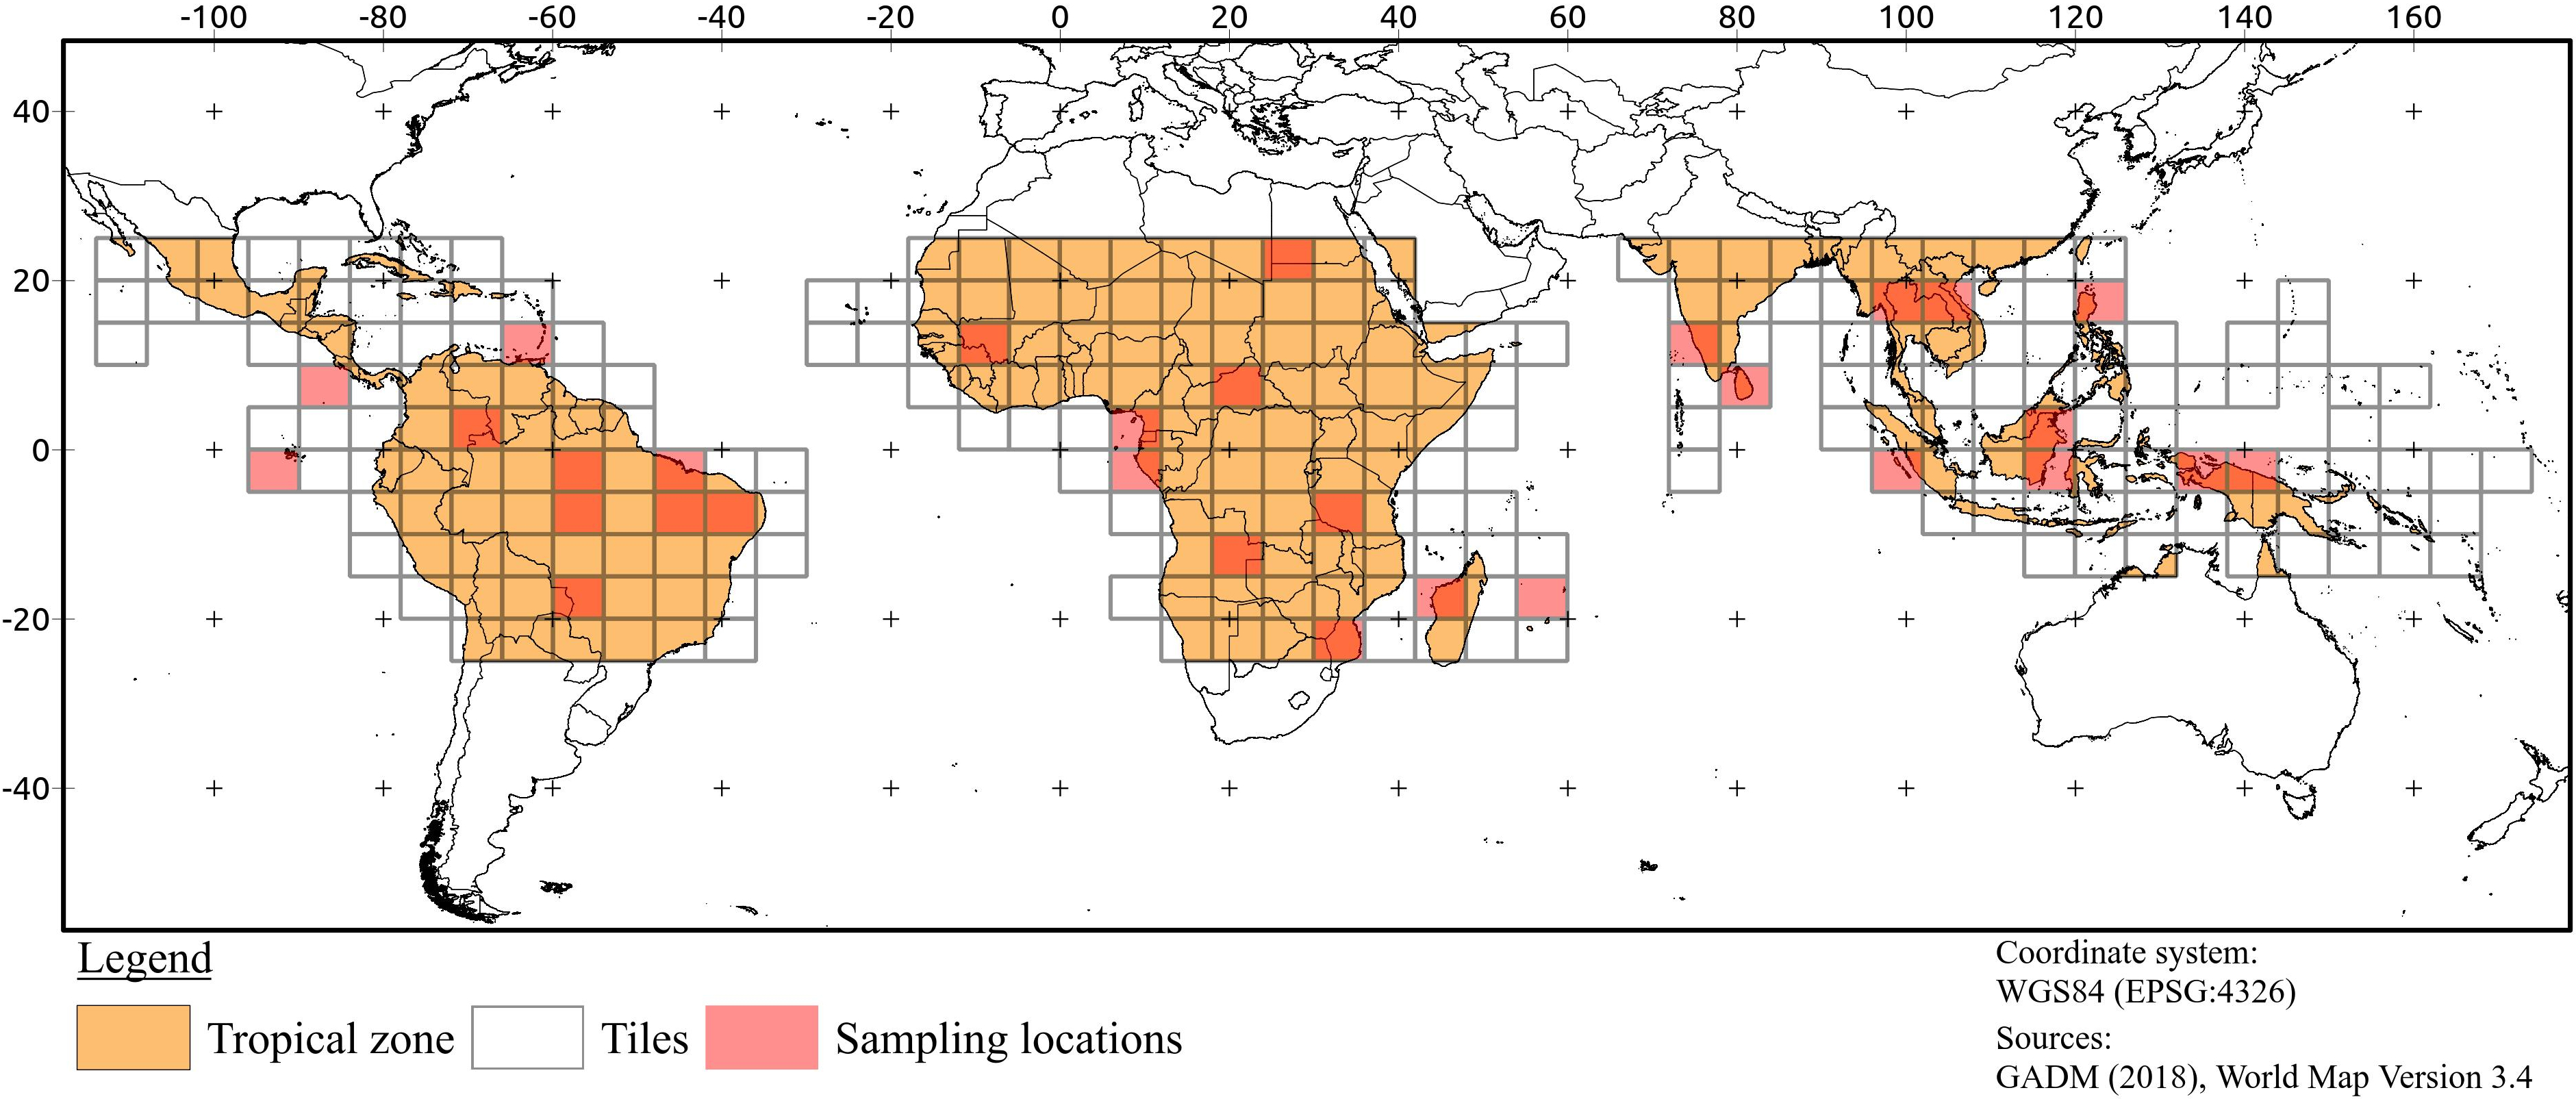 -100 -80 -60 -40 -20 0 20 40 60 80 100 120 140 160
40
20
0
-20
-40
Legend
Tropical zone Tiles Sampling locations
Coordinate system:
WGS84 (EPSG:4326)
Sources:
GADM (2018), World Map Version 3.4